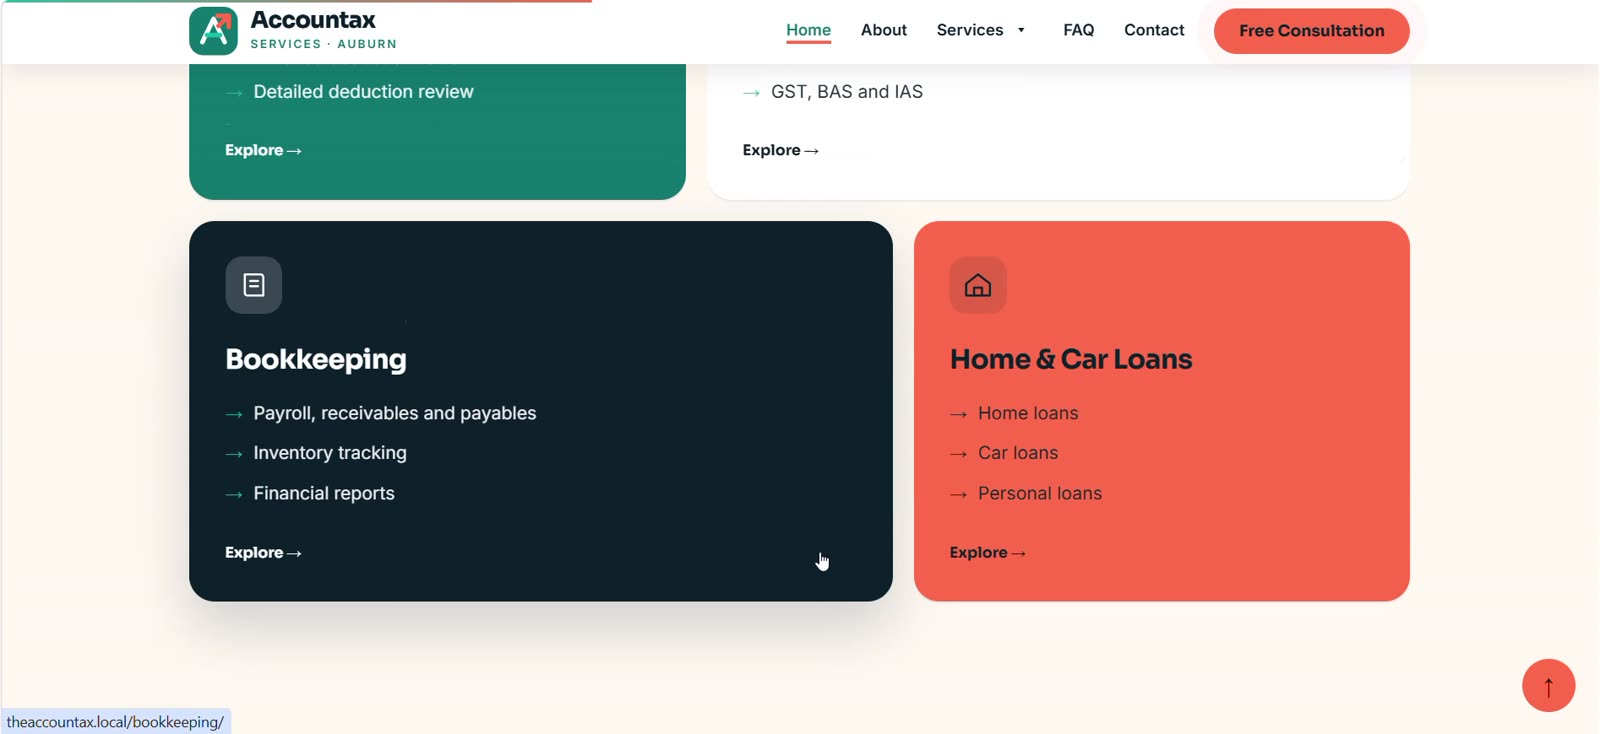 Accountax
SERVICES · AUBURN
Home
About
Services ▾
FAQ
Contact
Free Consultation
→ Detailed deduction review
Explore →
→ GST, BAS and IAS
Explore →
Bookkeeping
→ Payroll, receivables and payables
→ Inventory tracking
→ Financial reports
Explore →
Home & Car Loans
→ Home loans
→ Car loans
→ Personal loans
Explore →
↑
theaccountax.local/bookkeeping/